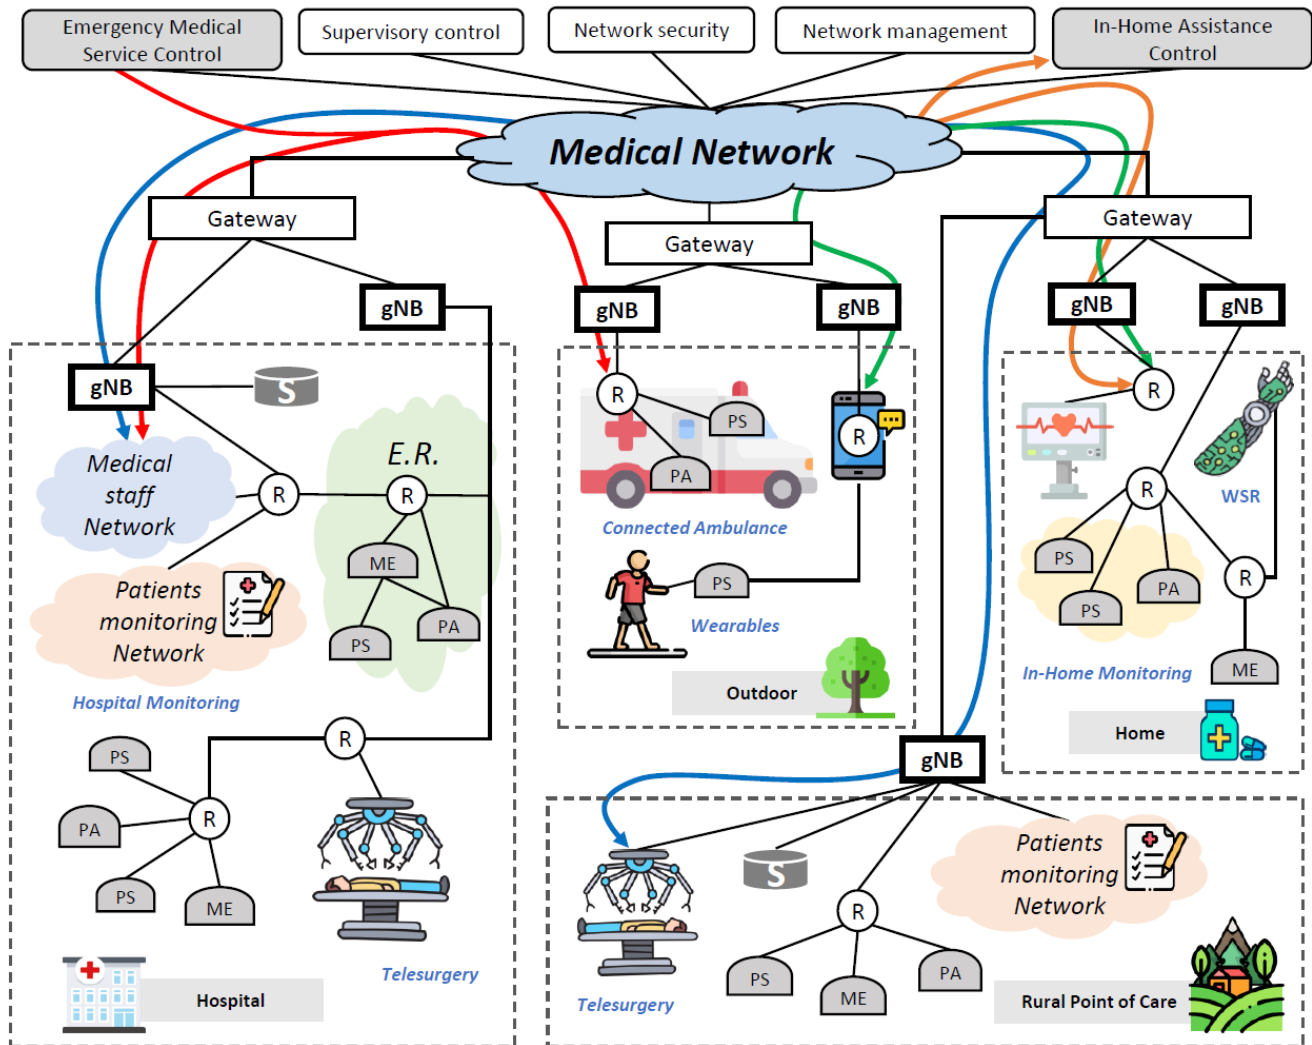 Emergency Medical
Service Control
Supervisory control
Network security
Network management
In-Home Assistance
Control
Medical Network
Gateway
Gateway
Gateway
gNB
gNB
gNB
gNB
gNB
gNB
S
Medical
staff
Network
R
E.R.
R
ME
PS
PA
Patients
monitoring
Network
Hospital Monitoring
R
PS
PA
R
PS
ME
Telesurgery
Hospital
R
PS
PA
R
Connected Ambulance
PS
Wearables
Outdoor
R
WSR
R
PS
PS
PA
R
ME
In-Home Monitoring
Home
gNB
S
Patients
monitoring
Network
R
PS
ME
PA
Telesurgery
Rural Point of Care